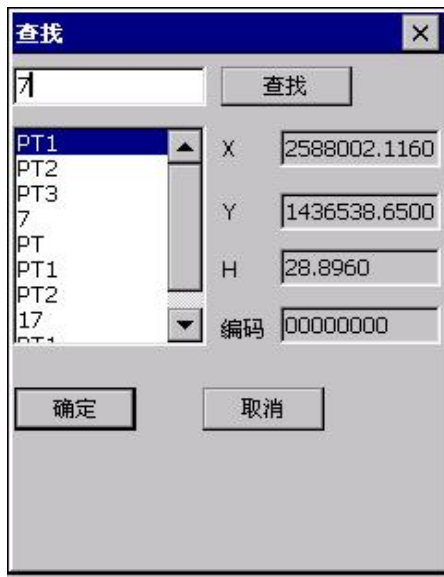 查找
7
查找
PT1
PT2
PT3
7
PT
PT1
PT2
17
PT1
X
2588002.1160
Y
1436538.6500
H
28.8960
编码
00000000
确定
取消